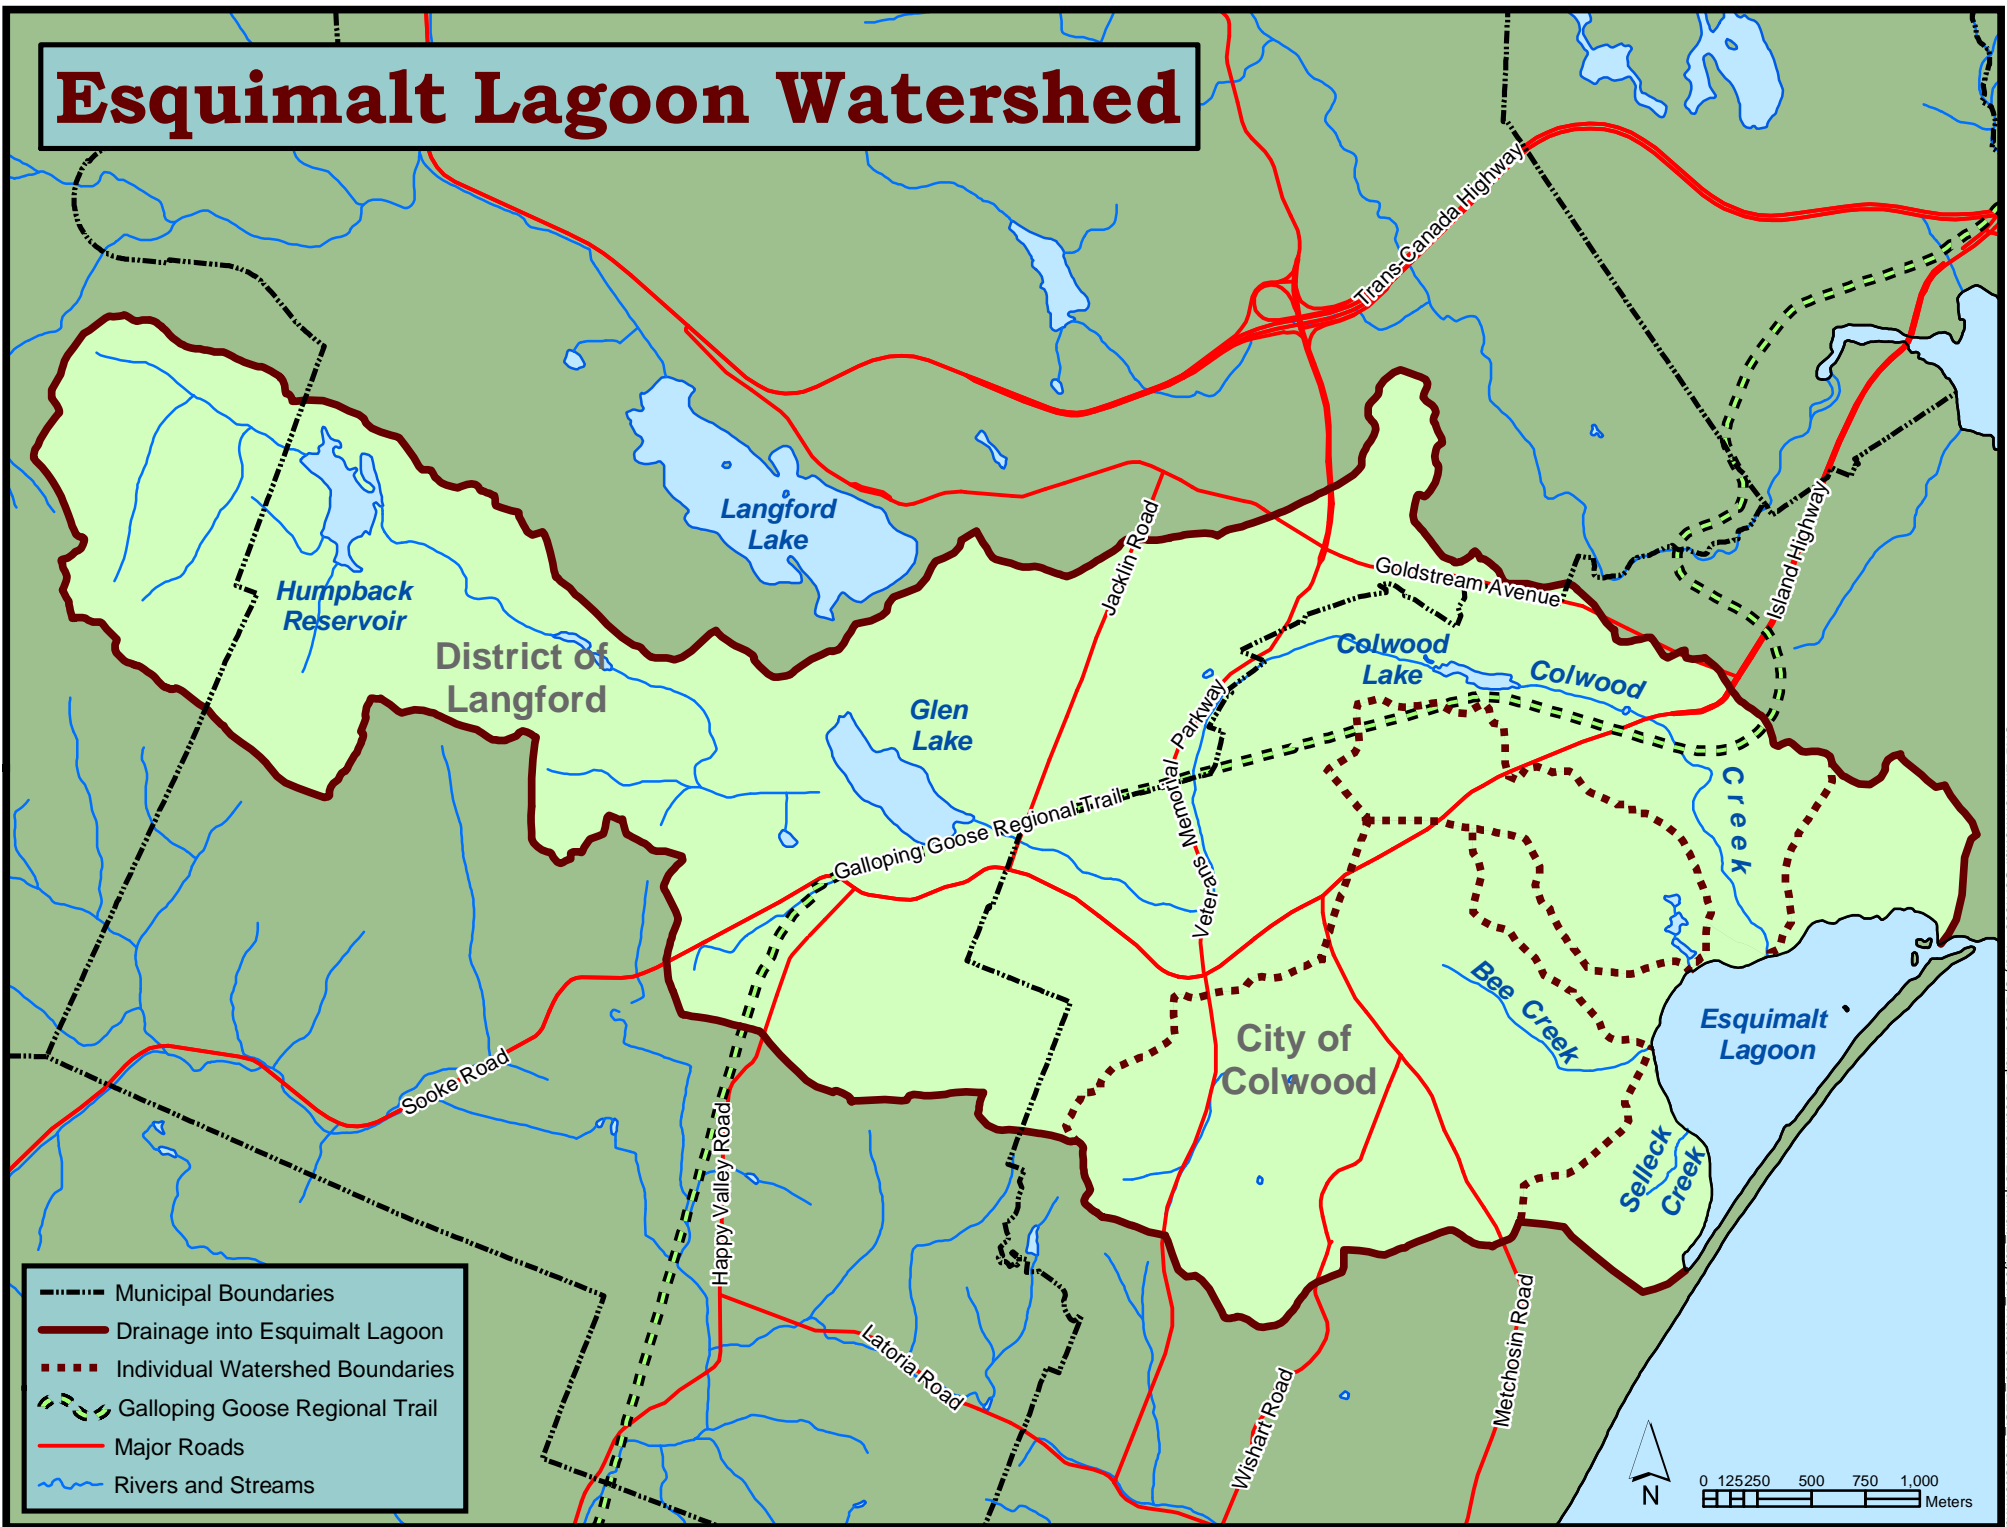 Esquimalt Lagoon Watershed
Trans-Canada Highway
Langford
Lake
Jacklin Road
Goldstream Avenue
Island Highway
Humpback
Reservoir
District of
Langford
Colwood
Lake
Colwood
Creek
Glen
Lake
Veterans Memorial Parkway
Galloping Goose Regional Trail
Bee Creek
Esquimalt
Lagoon
City of
Colwood
Sooke Road
Happy Valley Road
Selleck
Creek
Latoria Road
Wishart Road
Metchosin Road
Municipal Boundaries
Drainage into Esquimalt Lagoon
Individual Watershed Boundaries
Galloping Goose Regional Trail
Major Roads
Rivers and Streams
N
0 125 250 500 750 1,000
Meters